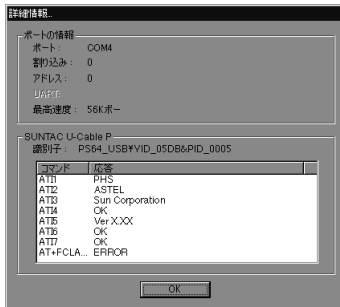 詳細情報...
ポートの情報
ポート: COM4
割り込み: 0
アドレス: 0
UART:
最高速度: 56Kボー
SUNTAC U-Cable P
識別子: PS64_USB¥VID_05DB&PID_0005
コマンド 応答
ATI1 PHS
ATI2 ASTEL
ATI3 Sun Corporation
ATI4 OK
ATI5 Ver X.XX
ATI6 OK
ATI7 OK
AT+FCLA... ERROR
OK